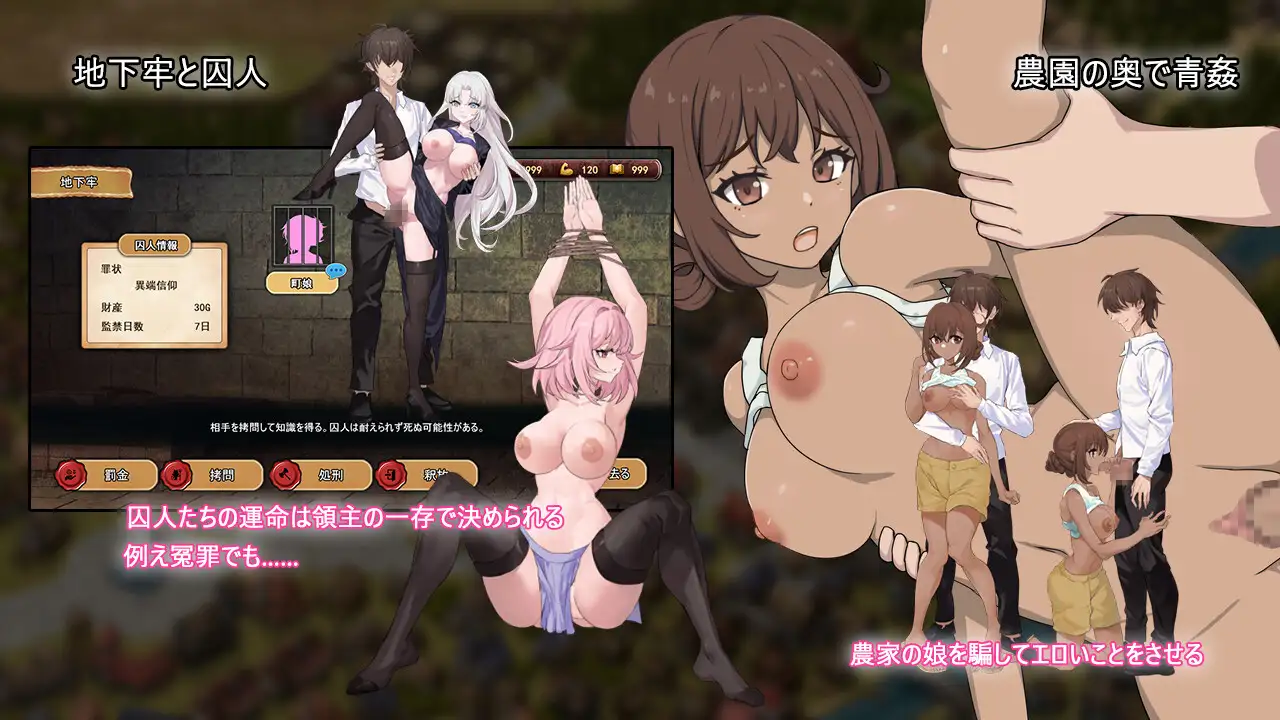 地下牢と囚人
農園の奥で青姦
地下牢
999
120
999
囚人情報
罪状
異端信仰
財産 30G
監禁日数 7日
町娘
相手を拷問して知識を得る。囚人は耐えられず死ぬ可能性がある。
罰金
拷問
処刑
釈放
去る
囚人たちの運命は領主の一存で決められる
例え冤罪でも......
農家の娘を騙してエロいことをさせる